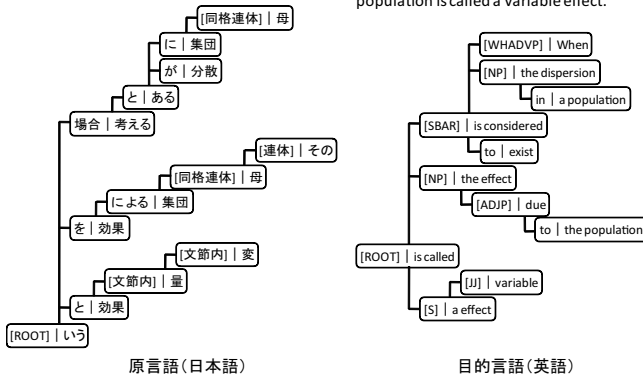 population is called a variable effect.
[同格連体] | 母
に | 集団
が | 分散
と | ある
場合 | 考える
[連体] | その
[同格連体] | 母
による | 集団
を | 効果
[文節内] | 変
[文節内] | 量
と | 効果
[ROOT] | いう
原言語(日本語)
[WHADVP] | When
[NP] | the dispersion
in | a population
[SBAR] | is considered
to | exist
[NP] | the effect
[ADJP] | due
to | the population
[ROOT] | is called
[JJ] | variable
[S] | a effect
目的言語(英語)